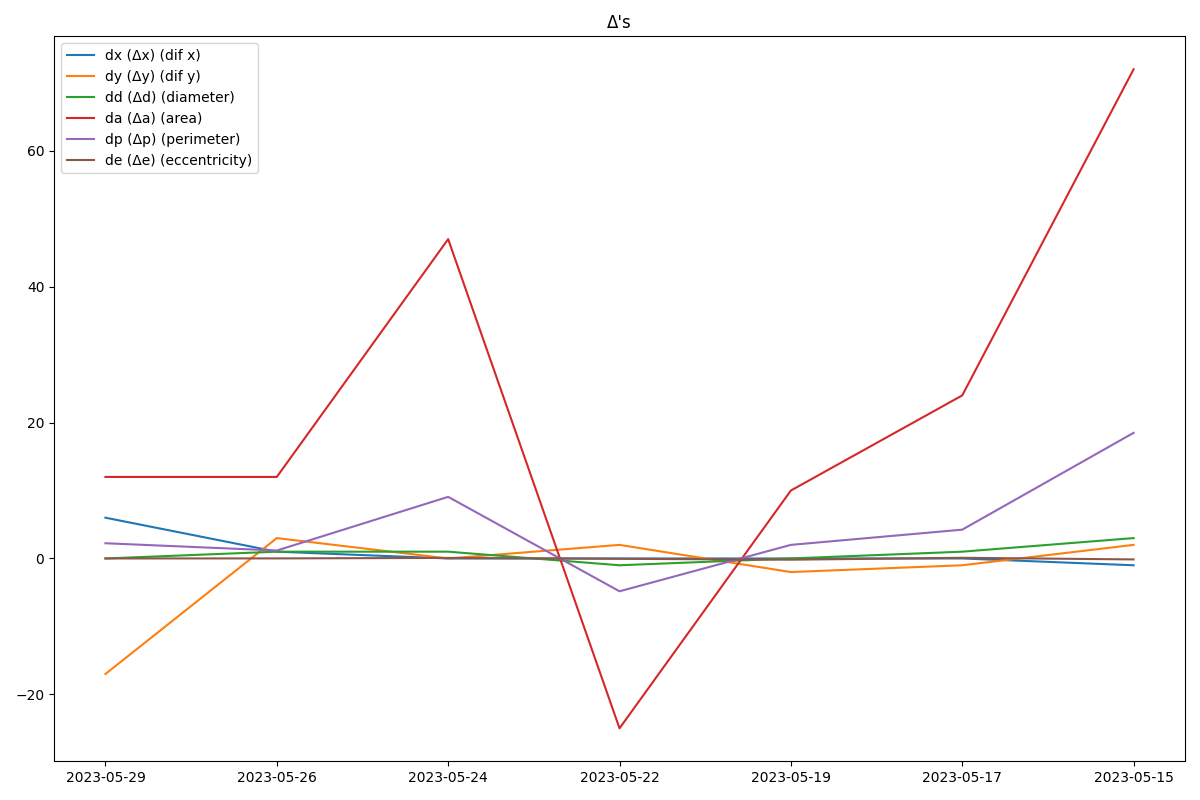 Δ's
dx (Δx) (dif x)
dy (Δy) (dif y)
dd (Δd) (diameter)
da (Δa) (area)
dp (Δp) (perimeter)
de (Δe) (eccentricity)
60
40
20
0
−20
2023-05-29 2023-05-26 2023-05-24 2023-05-22 2023-05-19 2023-05-17 2023-05-15